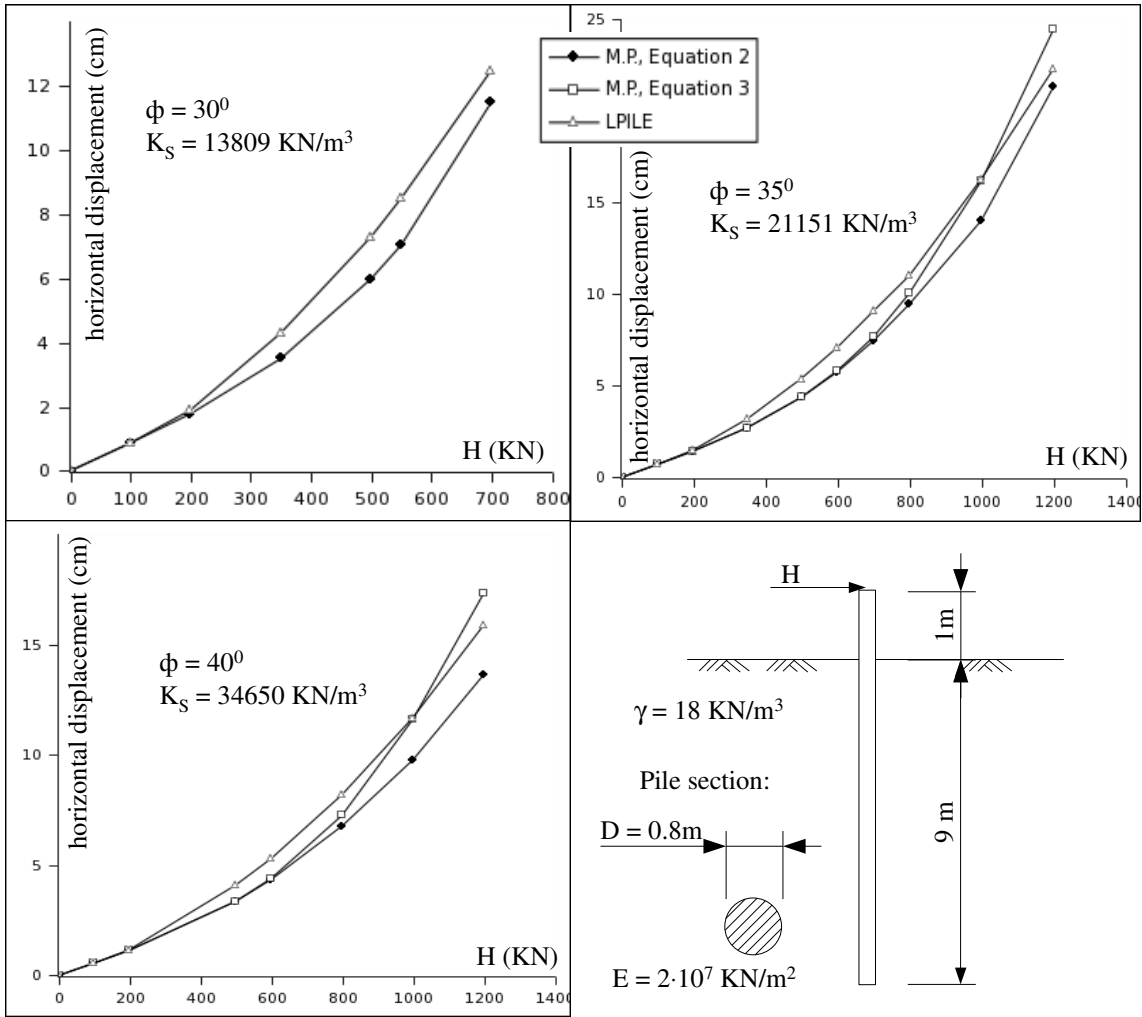 horizontal displacement (cm)
12
10
8
6
4
2
0
ф = 30⁰
K_S = 13809 KN/m³
H (KN)
0 100 200 300 400 500 600 700 800
M.P., Equation 2
M.P., Equation 3
LPILE
horizontal displacement (cm)
25
15
10
5
0
ф = 35⁰
K_S = 21151 KN/m³
H (KN)
0 200 400 600 800 1000 1200 1400
horizontal displacement (cm)
15
10
5
0
ф = 40⁰
K_S = 34650 KN/m³
H (KN)
0 200 400 600 800 1000 1200 1400
H
1m
γ = 18 KN/m³
Pile section:
D = 0.8m
9 m
E = 2·10⁷ KN/m²